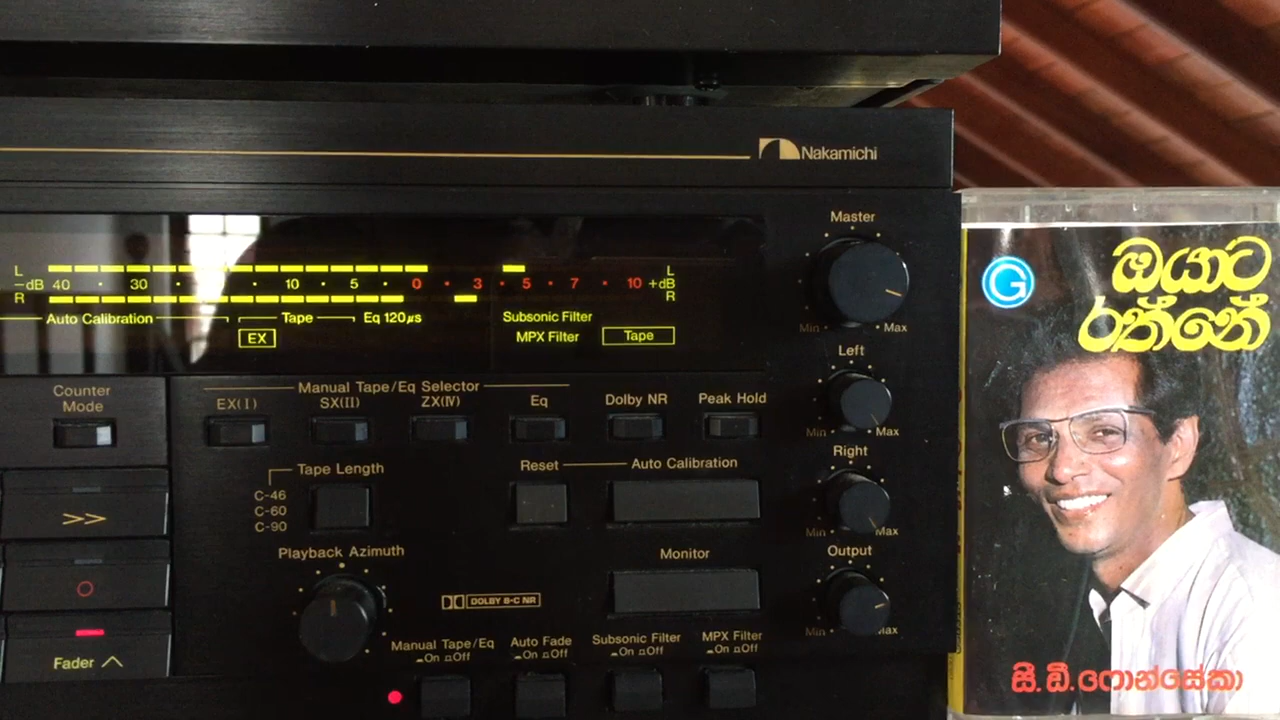 Nakamichi
L
-dB 40 · 30 · · 10 · 5 · 0 · 3 · 5 · 7 · 10 +dB
R
L
R
Auto Calibration
Tape
Eq 120µs
EX
Subsonic Filter
MPX Filter
Tape
Master
Min
Max
Left
Min
Max
Right
Min
Max
Output
Min
Max
Counter
Mode
Manual Tape/Eq Selector
EX(I) SX(II) ZX(IV) Eq Dolby NR Peak Hold
Tape Length
C-46
C-60
C-90
Reset
Auto Calibration
Playback Azimuth
Monitor
DOLBY B-C NR
>>
Fader
Manual Tape/Eq
On Off
Auto Fade
On Off
Subsonic Filter
On Off
MPX Filter
On Off
G
ඔයාට
රත්නේ
සී.ඩී.ෆොන්සේකා